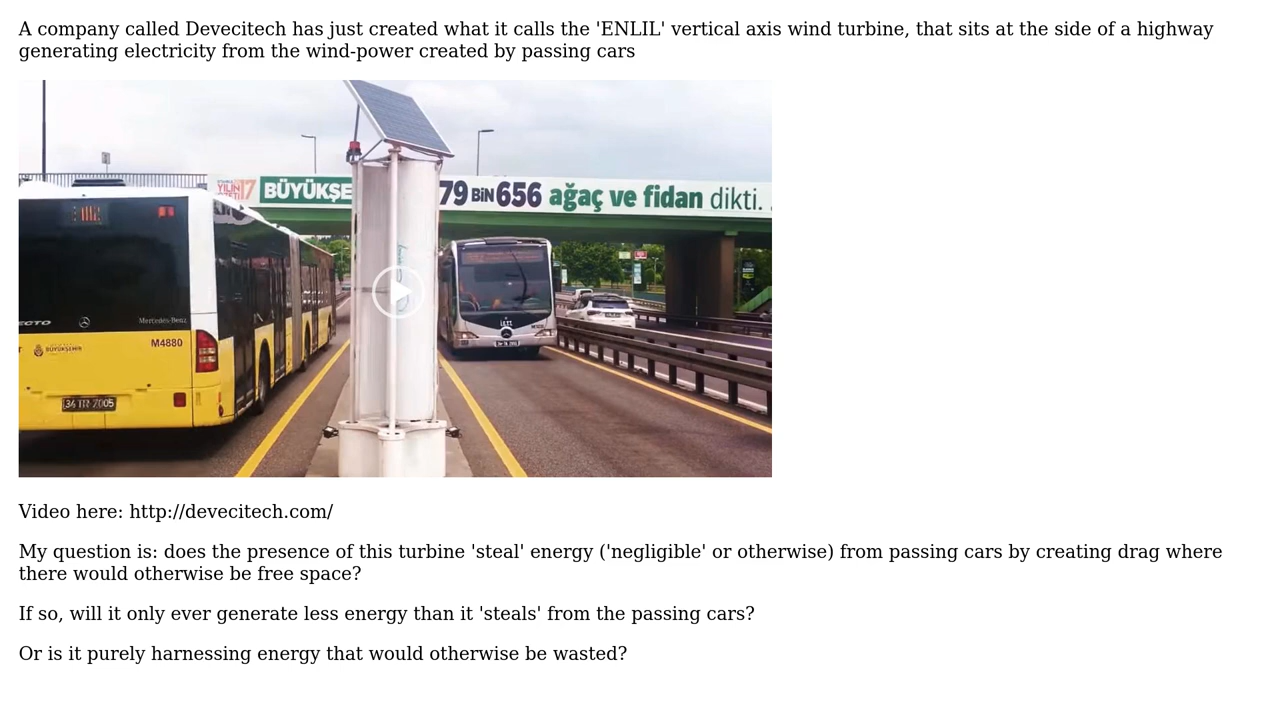 A company called Devecitech has just created what it calls the 'ENLIL' vertical axis wind turbine, that sits at the side of a highway
generating electricity from the wind-power created by passing cars
YILIN
17
BÜYÜKŞE
79 BİN 656 ağaç ve fidan dikti.
Mercedes-Benz
M4880
34 TR 7005
Video here: http://devecitech.com/
My question is: does the presence of this turbine 'steal' energy ('negligible' or otherwise) from passing cars by creating drag where
there would otherwise be free space?
If so, will it only ever generate less energy than it 'steals' from the passing cars?
Or is it purely harnessing energy that would otherwise be wasted?